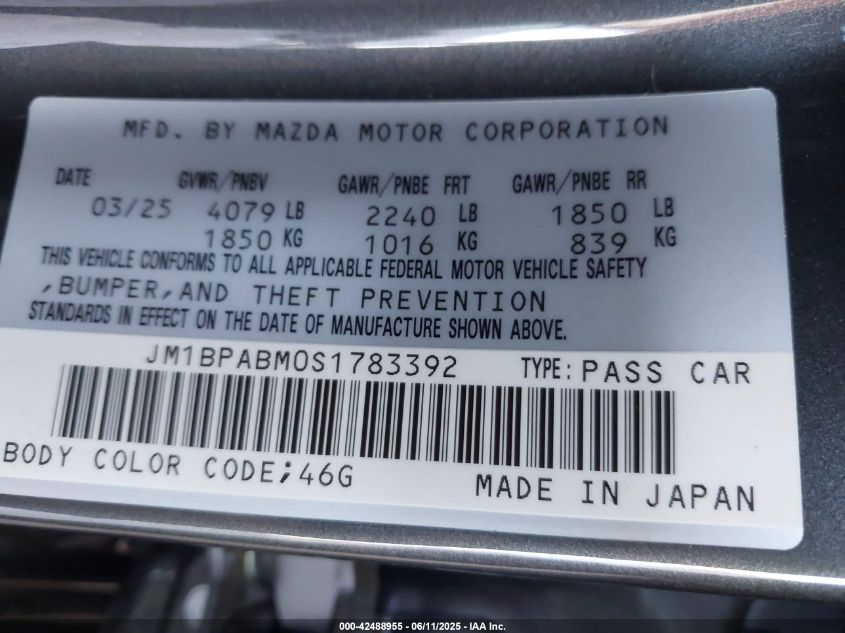 MFD. BY MAZDA MOTOR CORPORATION
DATE GVWR/PNBV GAWR/PNBE FRT GAWR/PNBE RR
03/25 4079 LB 2240 LB 1850 LB
1850 KG 1016 KG 839 KG
THIS VEHICLE CONFORMS TO ALL APPLICABLE FEDERAL MOTOR VEHICLE SAFETY
,BUMPER,AND THEFT PREVENTION
STANDARDS IN EFFECT ON THE DATE OF MANUFACTURE SHOWN ABOVE.
JM1BPABM0S1783392 TYPE: PASS CAR
BODY COLOR CODE;46G MADE IN JAPAN
000-42488955 - 06/11/2025 - IAA Inc.